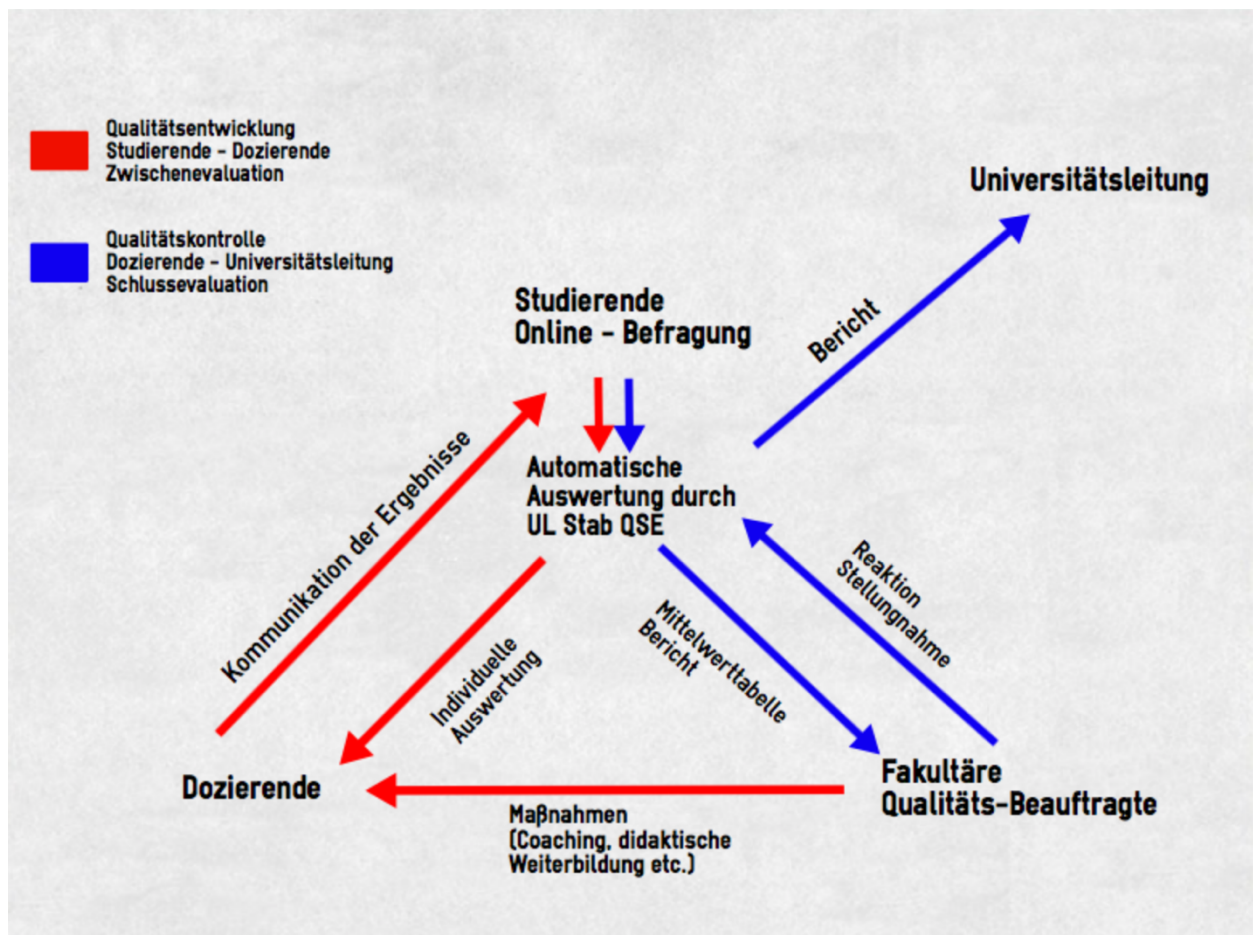 Qualitätsentwicklung
Studierende - Dozierende
Zwischenevaluation
Qualitätskontrolle
Dozierende - Universitätsleitung
Schlussevaluation
Universitätsleitung
Bericht
Studierende
Online - Befragung
Automatische
Auswertung durch
UL Stab QSE
Kommunikation der Ergebnisse
Individuelle
Auswertung
Mittelwerttabelle
Bericht
Reaktion
Stellungnahme
Dozierende
Fakultäre
Qualitäts-Beauftragte
Maßnahmen
(Coaching, didaktische
Weiterbildung etc.)